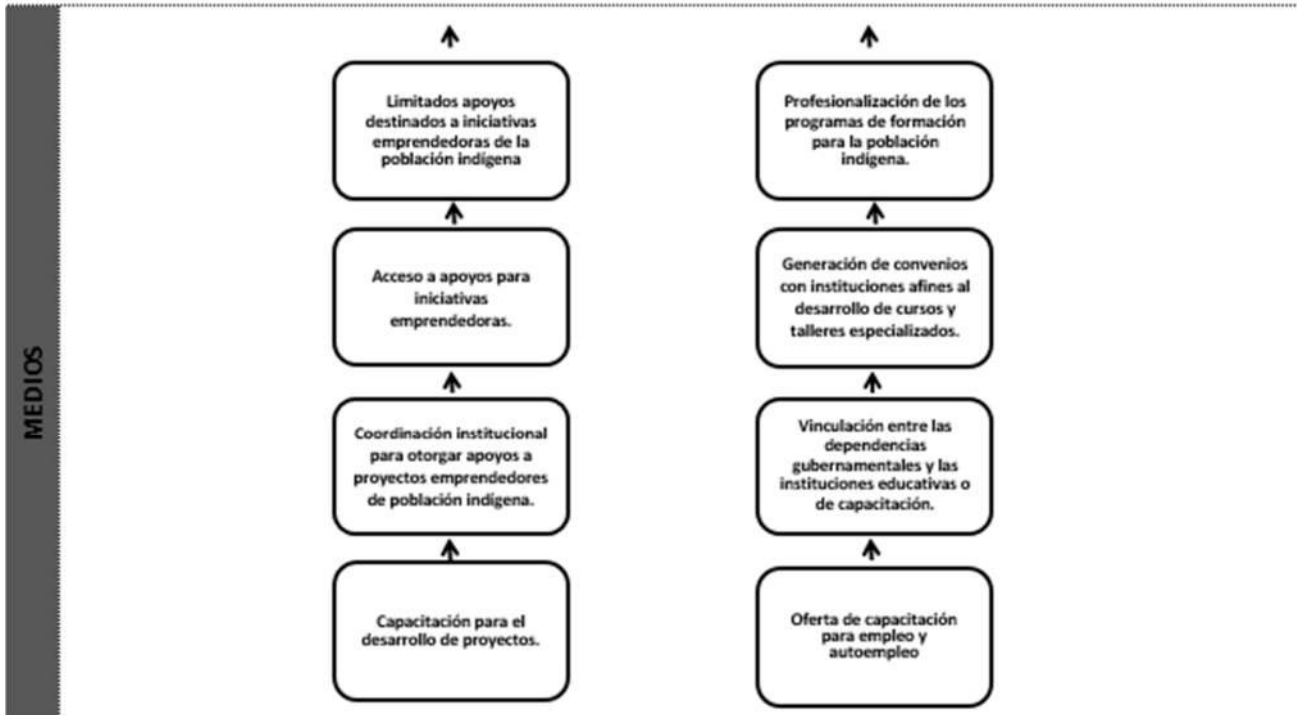 MEDIOS
Limitados apoyos
destinados a iniciativas
emprendedoras de la
población indígena
Acceso a apoyos para
iniciativas
emprendedoras.
Coordinación institucional
para otorgar apoyos a
proyectos emprendedores
de población indígena.
Capacitación para el
desarrollo de proyectos.
Profesionalización de los
programas de formación
para la población
indígena.
Generación de convenios
con instituciones afines al
desarrollo de cursos y
talleres especializados.
Vinculación entre las
dependencias
gubernamentales y las
instituciones educativas o
de capacitación.
Oferta de capacitación
para empleo y
autoempleo